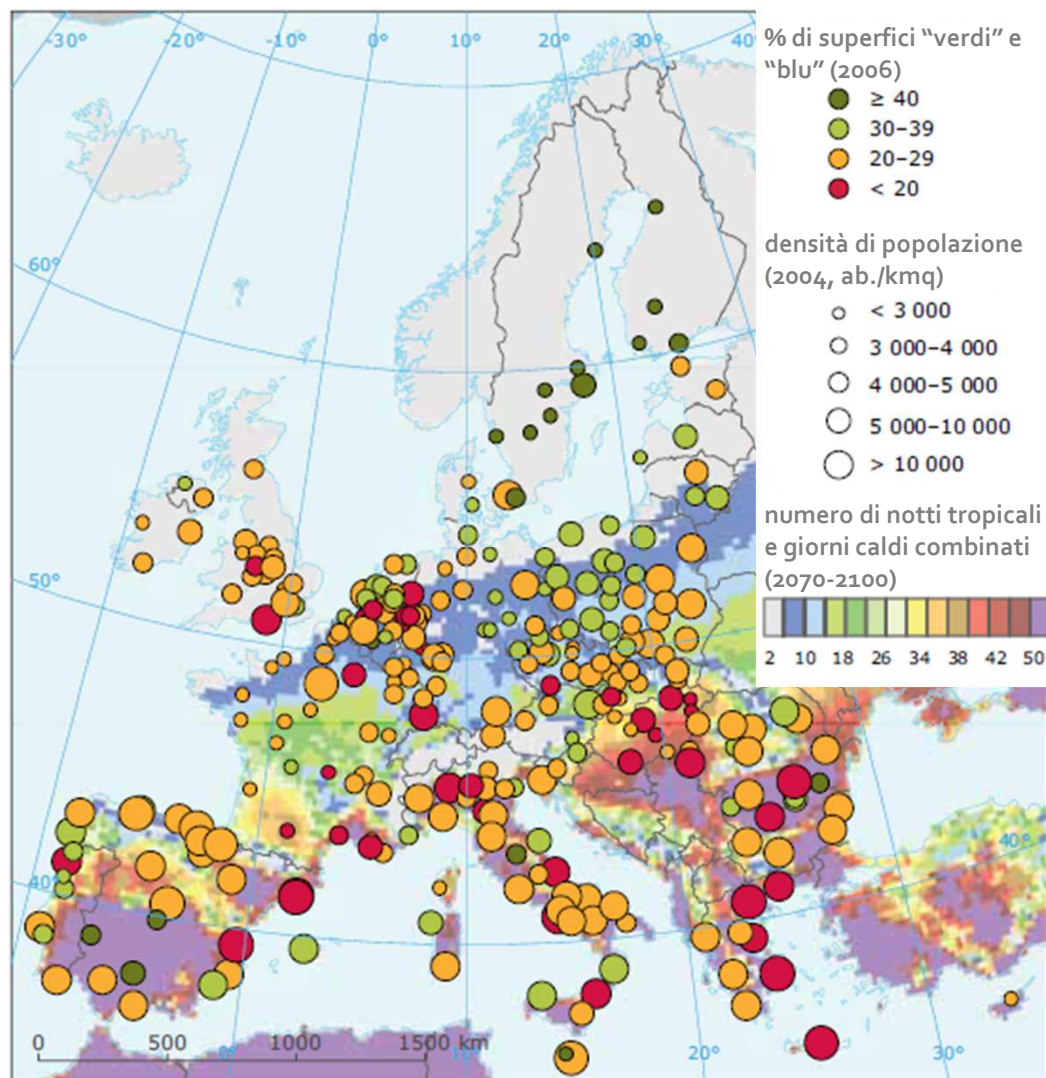 -30° -20° -10° 0° 10° 20° 30° 40°
% di superfici “verdi” e
“blu” (2006)
≥ 40
30–39
20–29
< 20
densità di popolazione
(2004, ab./kmq)
< 3 000
3 000–4 000
4 000–5 000
5 000–10 000
> 10 000
numero di notti tropicali
e giorni caldi combinati
(2070-2100)
2 10 18 26 34 38 42 50
60°
50°
40°
40°
0 500 1000 1500 km
0° 10° 20° 30°